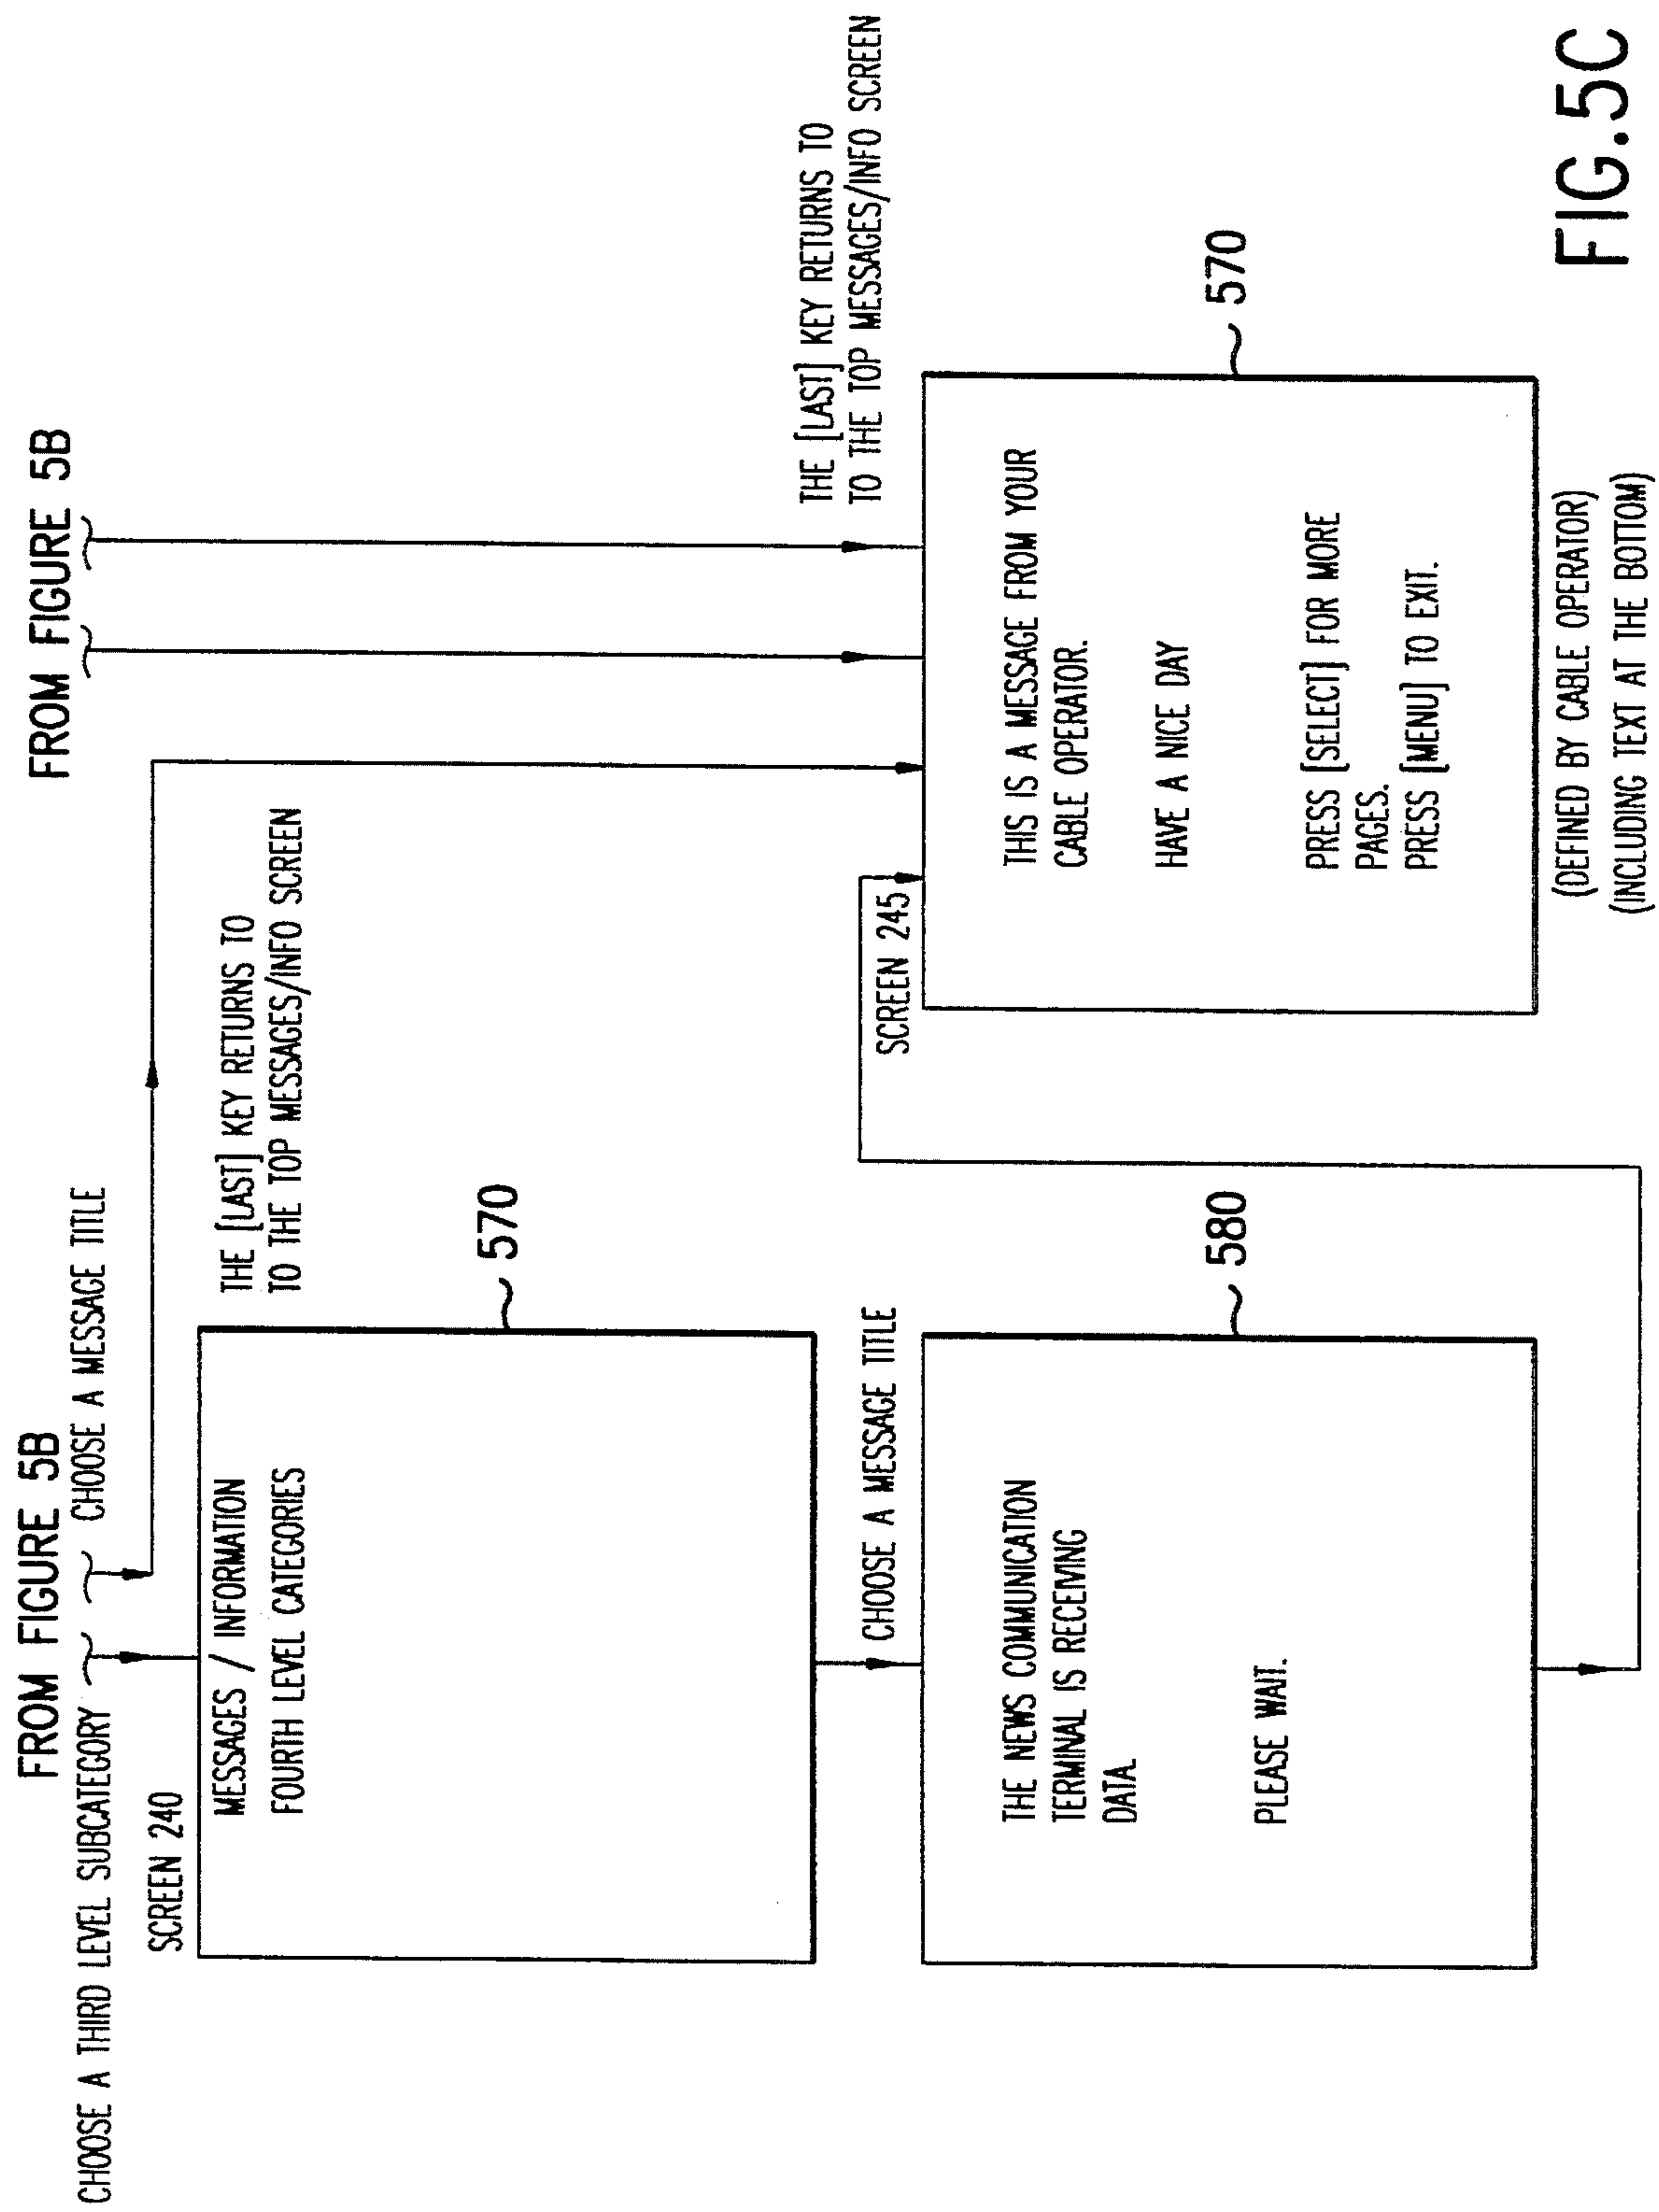 FROM FIGURE 5B
CHOOSE A THIRD LEVEL SUBCATEGORY
CHOOSE A MESSAGE TITLE
FROM FIGURE 5B
SCREEN 240
MESSAGES / INFORMATION
FOURTH LEVEL CATEGORIES
THE [LAST] KEY RETURNS TO
TO THE TOP MESSAGES/INFO SCREEN
570
CHOOSE A MESSAGE TITLE
THE NEWS COMMUNICATION
TERMINAL IS RECEIVING
DATA.
PLEASE WAIT.
580
THE [LAST] KEY RETURNS TO
TO THE TOP MESSAGES/INFO SCREEN
SCREEN 245
THIS IS A MESSAGE FROM YOUR
CABLE OPERATOR.
HAVE A NICE DAY
PRESS [SELECT] FOR MORE
PAGES.
PRESS [MENU] TO EXIT.
570
(DEFINED BY CABLE OPERATOR)
(INCLUDING TEXT AT THE BOTTOM)
FIG.5C